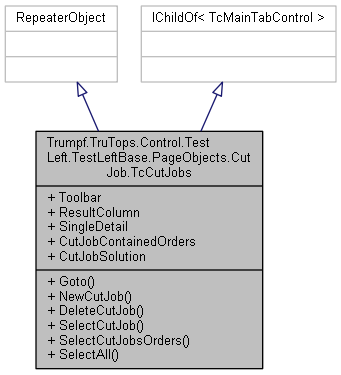 RepeaterObject
IChildOf< TcMainTabControl >
Trumpf.TruTops.Control.Test
Left.TestLeftBase.PageObjects.Cut
Job.TcCutJobs
+ Toolbar
+ ResultColumn
+ SingleDetail
+ CutJobContainedOrders
+ CutJobSolution
+ Goto()
+ NewCutJob()
+ DeleteCutJob()
+ SelectCutJob()
+ SelectCutJobsOrders()
+ SelectAll()